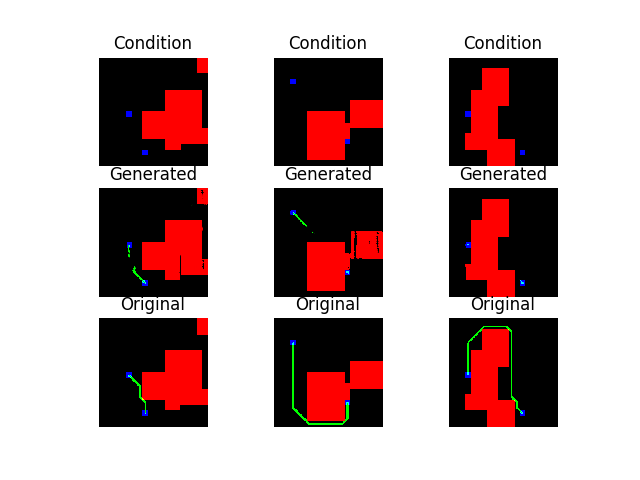 Condition Condition Condition
Generated Generated Generated
Original Original Original